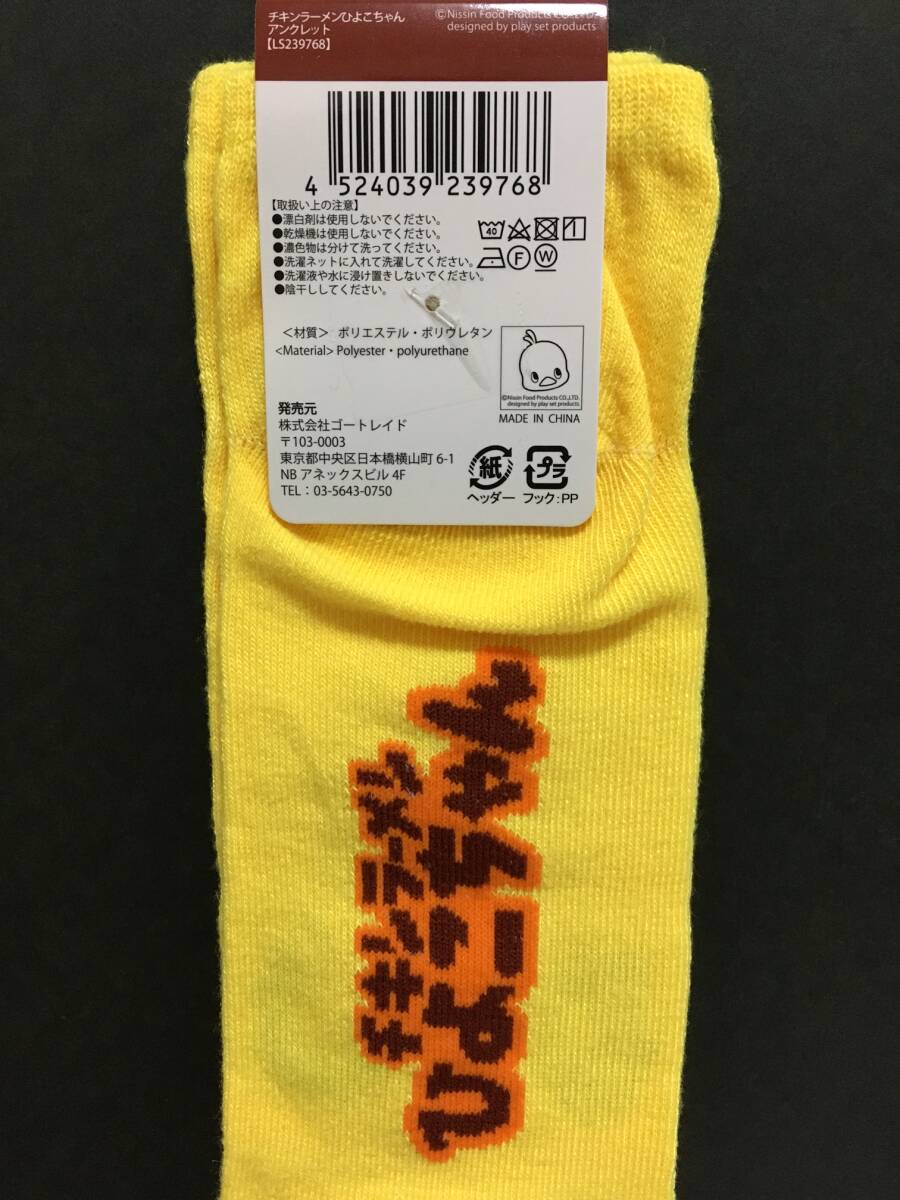 チキンラーメンひよこちゃん
アンクレット
【LS239768】
©Nissin Food Products CO.,LTD.
designed by play set products
4 524039 239768
【取扱い上の注意】
●漂白剤は使用しないでください。
●乾燥機は使用しないでください。
●濃色物は分けて洗ってください。
●洗濯ネットに入れて洗濯してください。
●洗濯液や水に浸け置きしないでください。
●陰干ししてください。
40
F
W
<材質> ポリエステル・ポリウレタン
<Material> Polyester・polyurethane
©Nissin Food Products CO.,LTD.
designed by play set products
MADE IN CHINA
発売元
株式会社ゴートレイド
〒103-0003
東京都中央区日本橋横山町 6-1
NB アネックスビル 4F
TEL：03-5643-0750
紙
ヘッダー
プラ
フック：PP
チキンラーメン
ひよこちゃん